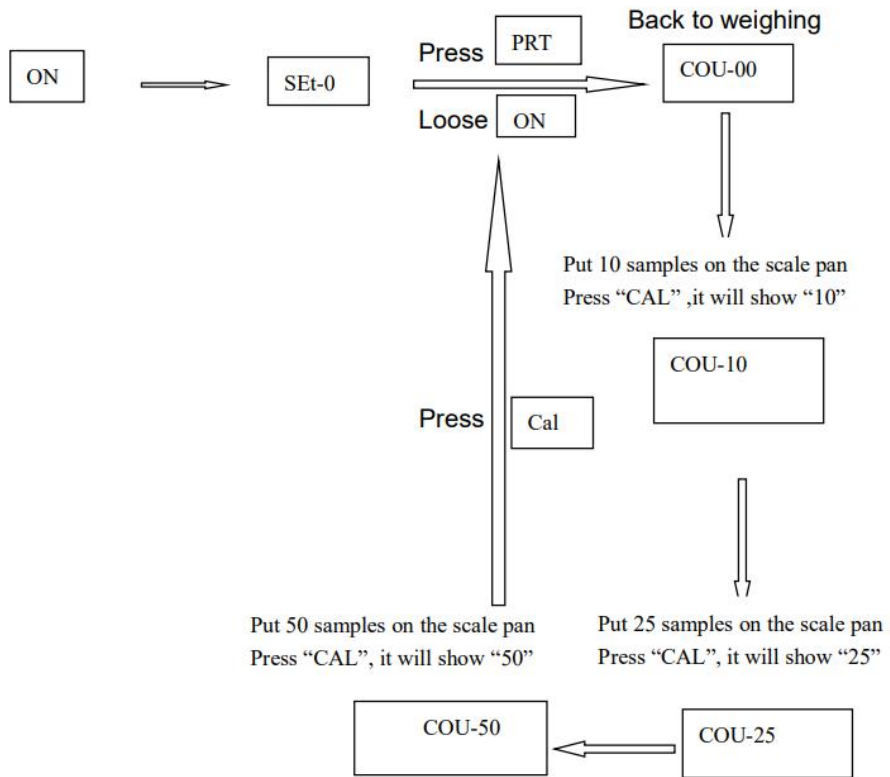 Back to weighing
Press
PRT
ON
SEt-0
COU-00
Loose
ON
Put 10 samples on the scale pan
Press “CAL” ,it will show “10”
COU-10
Press
Cal
Put 50 samples on the scale pan
Press “CAL”, it will show “50”
Put 25 samples on the scale pan
Press “CAL”, it will show “25”
COU-50
COU-25